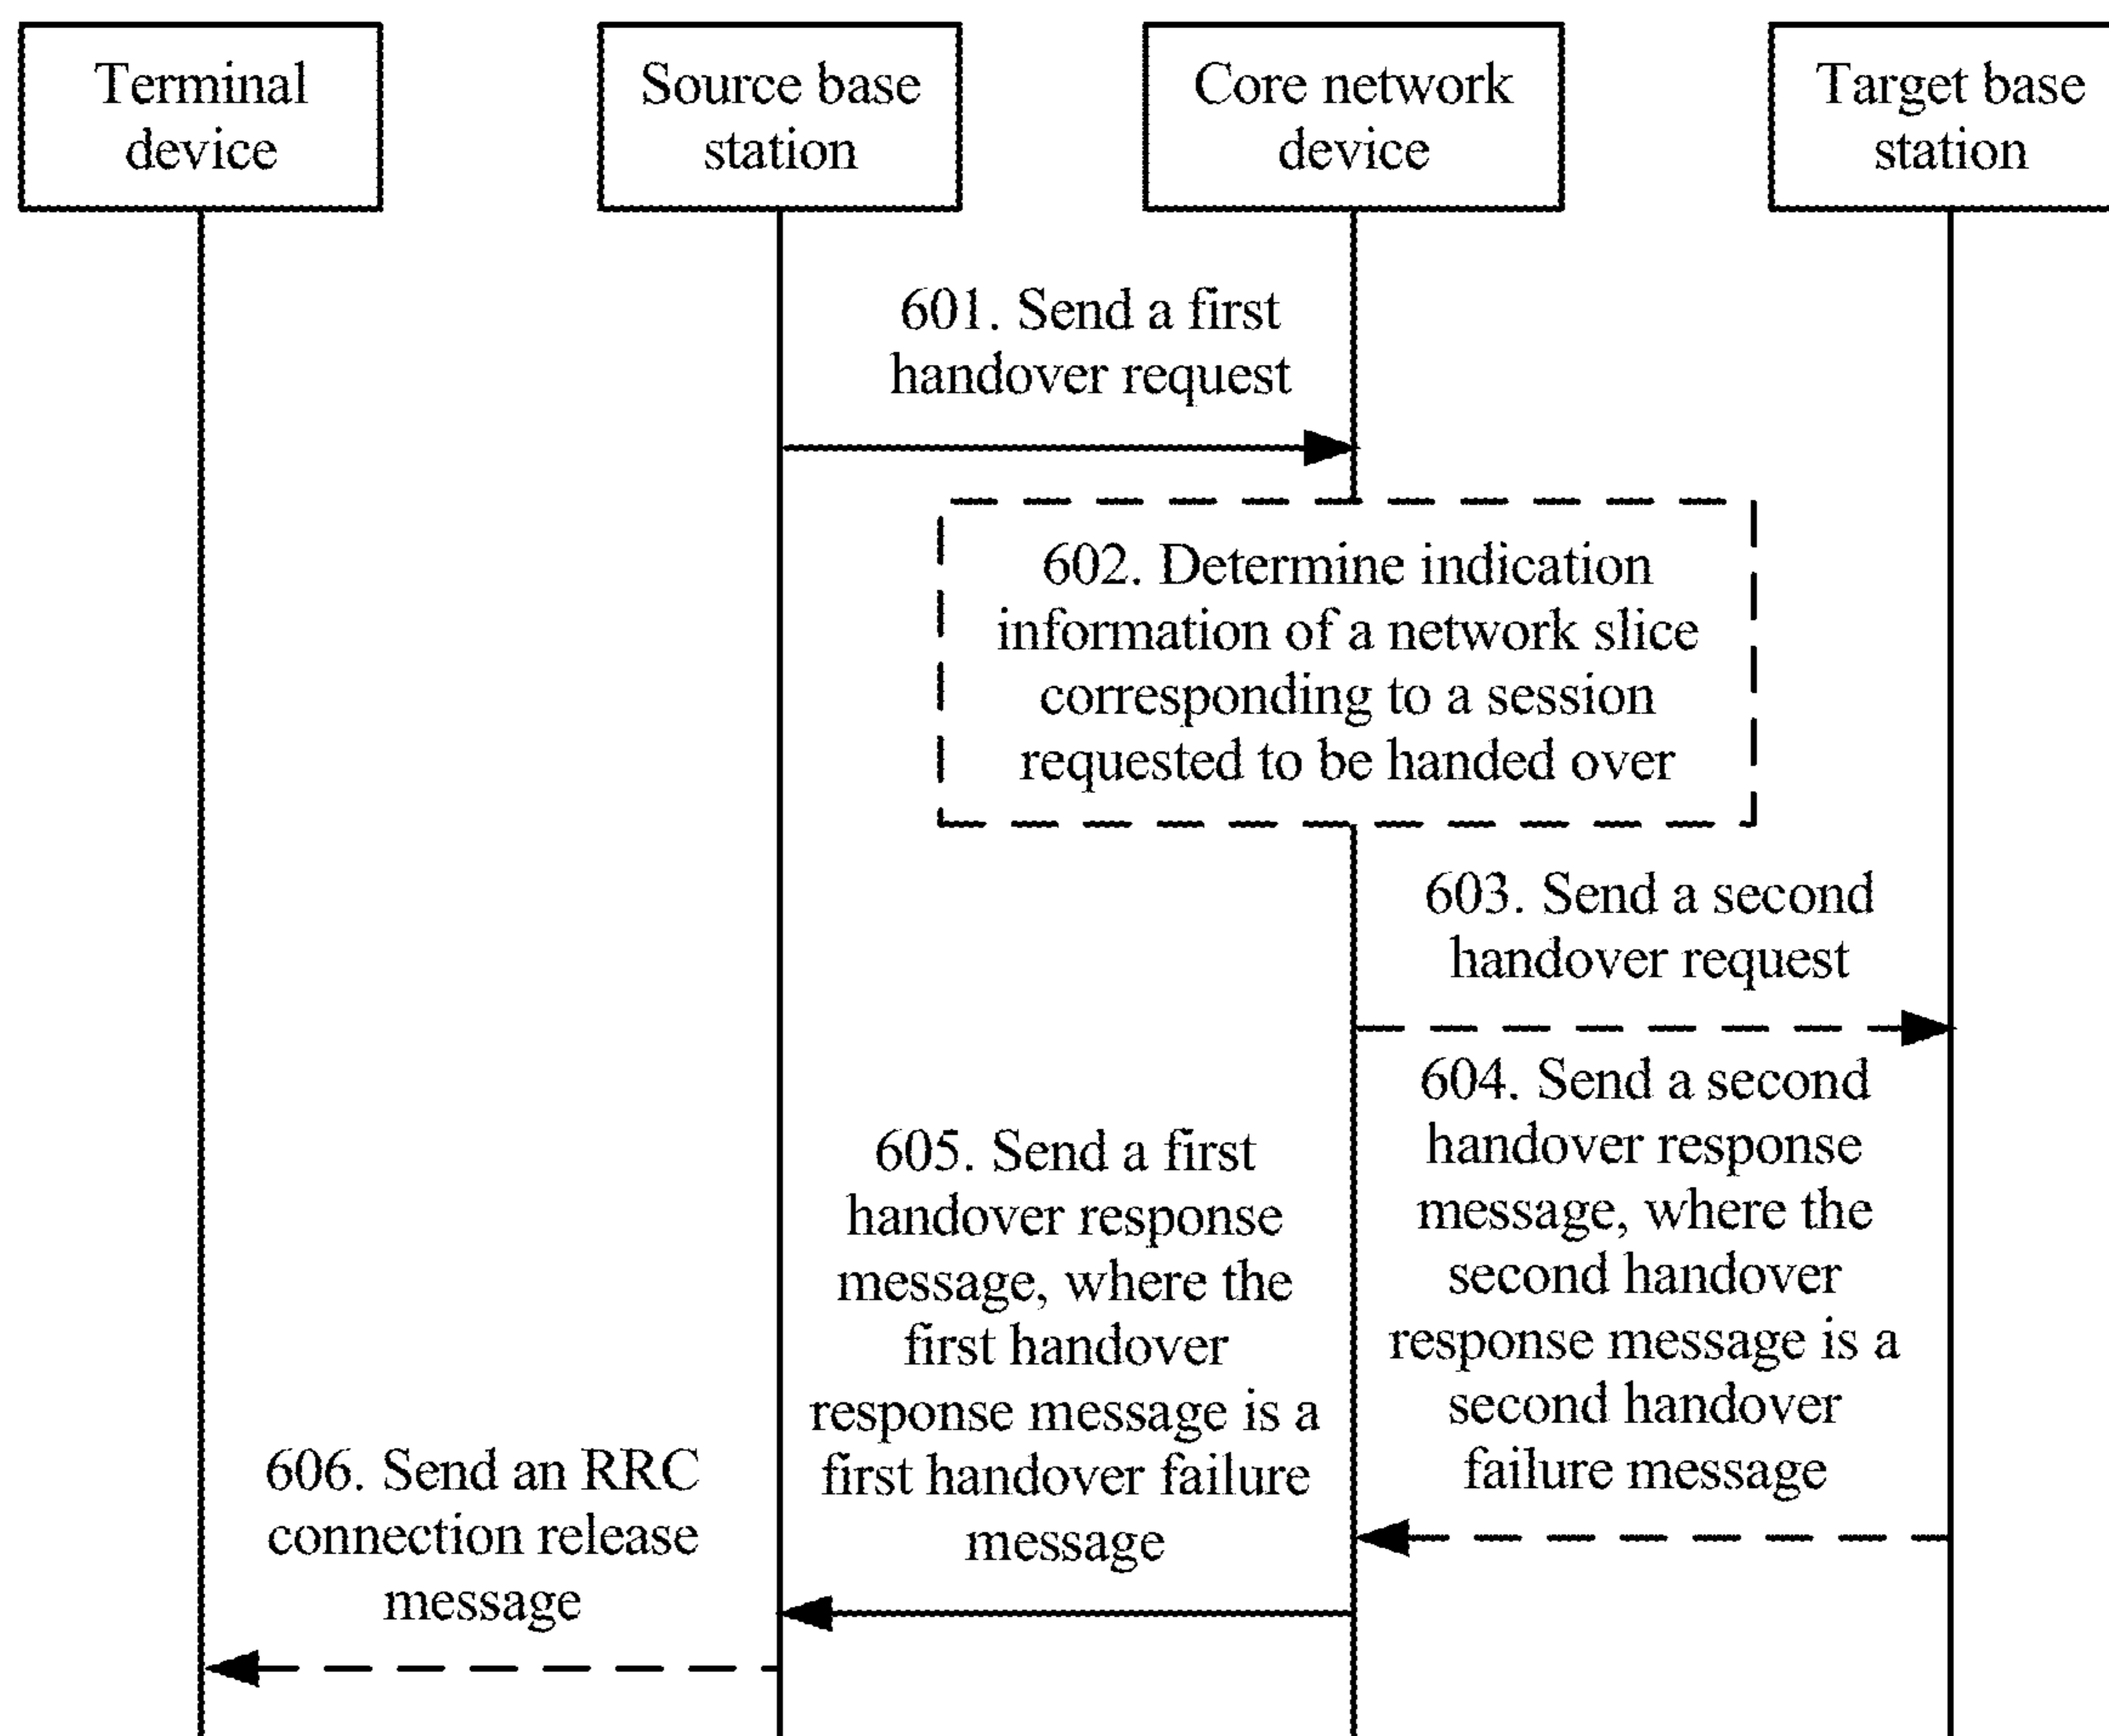 Terminal
device
Source base
station
Core network
device
Target base
station
601. Send a first
handover request
602. Determine indication
information of a network slice
corresponding to a session
requested to be handed over
603. Send a second
handover request
604. Send a second
handover response
message, where the
second handover
response message is a
second handover
failure message
605. Send a first
handover response
message, where the
first handover
response message is a
first handover failure
message
606. Send an RRC
connection release
message